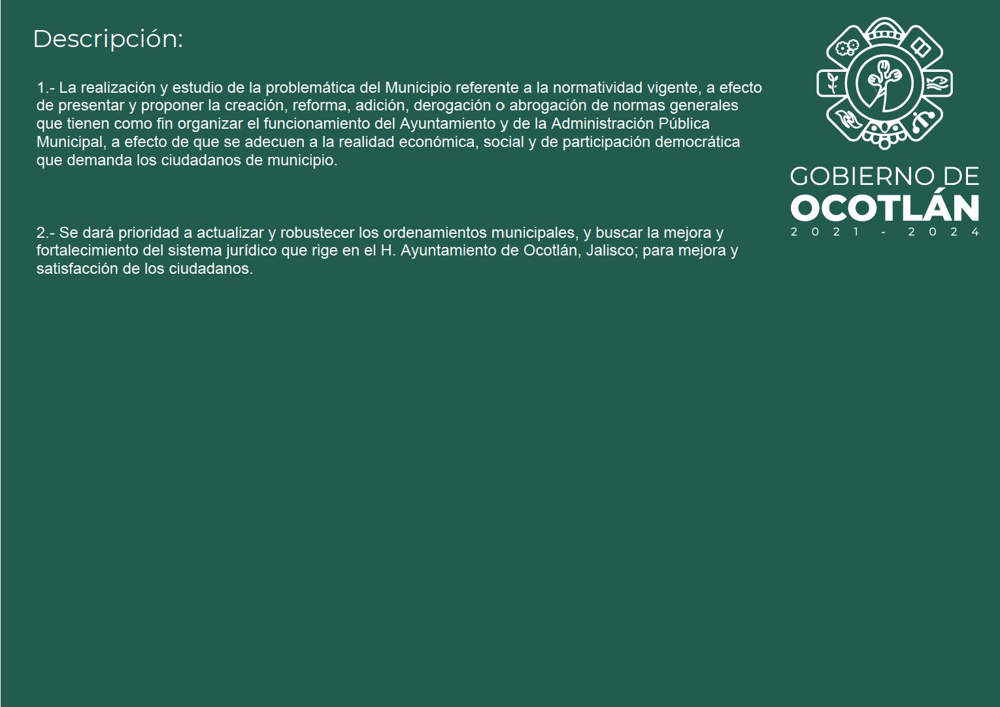 Descripción:
1.- La realización y estudio de la problemática del Municipio referente a la normatividad vigente, a efecto
de presentar y proponer la creación, reforma, adición, derogación o abrogación de normas generales
que tienen como fin organizar el funcionamiento del Ayuntamiento y de la Administración Pública
Municipal, a efecto de que se adecuen a la realidad económica, social y de participación democrática
que demanda los ciudadanos de municipio.
2.- Se dará prioridad a actualizar y robustecer los ordenamientos municipales, y buscar la mejora y
fortalecimiento del sistema jurídico que rige en el H. Ayuntamiento de Ocotlán, Jalisco; para mejora y
satisfacción de los ciudadanos.
GOBIERNO DE
OCOTLÁN
2021 - 2024